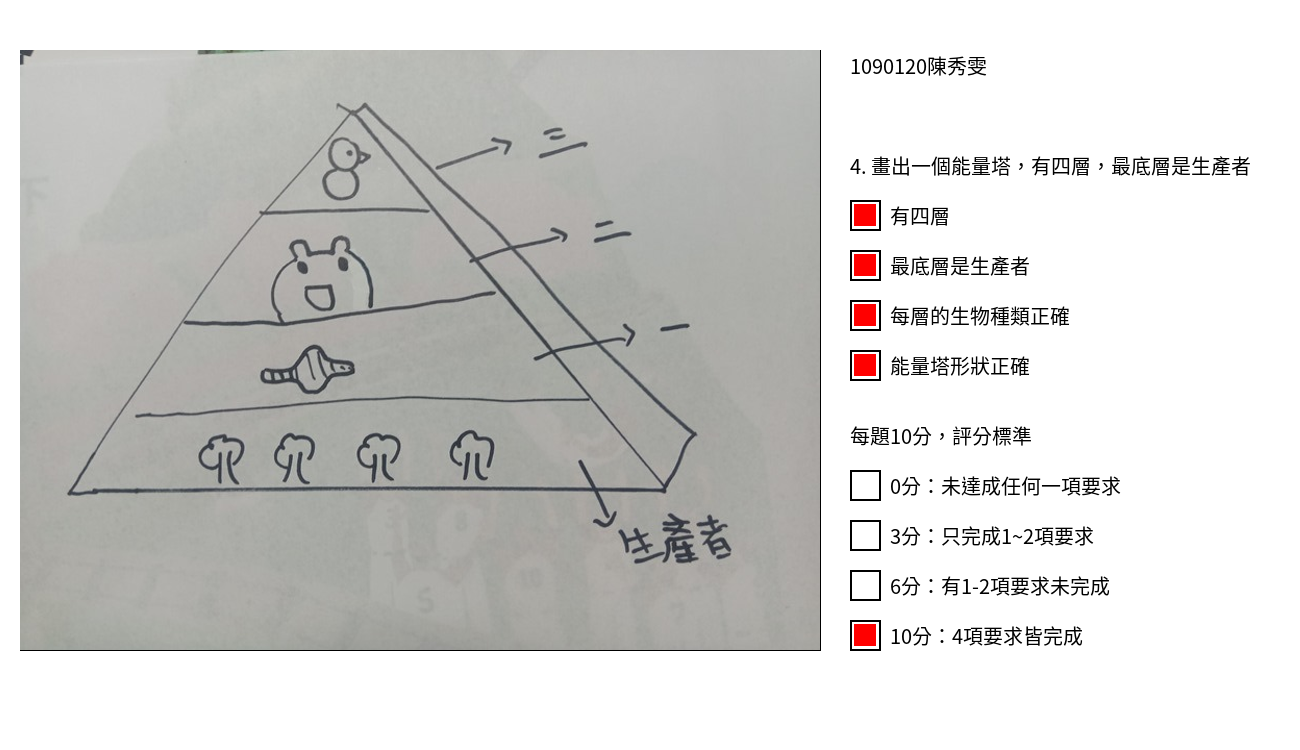 三
二
一
生產者
1090120陳秀雯
4. 畫出一個能量塔，有四層，最底層是生產者
有四層
最底層是生產者
每層的生物種類正確
能量塔形狀正確
每題10分，評分標準
0分：未達成任何一項要求
3分：只完成1~2項要求
6分：有1-2項要求未完成
10分：4項要求皆完成